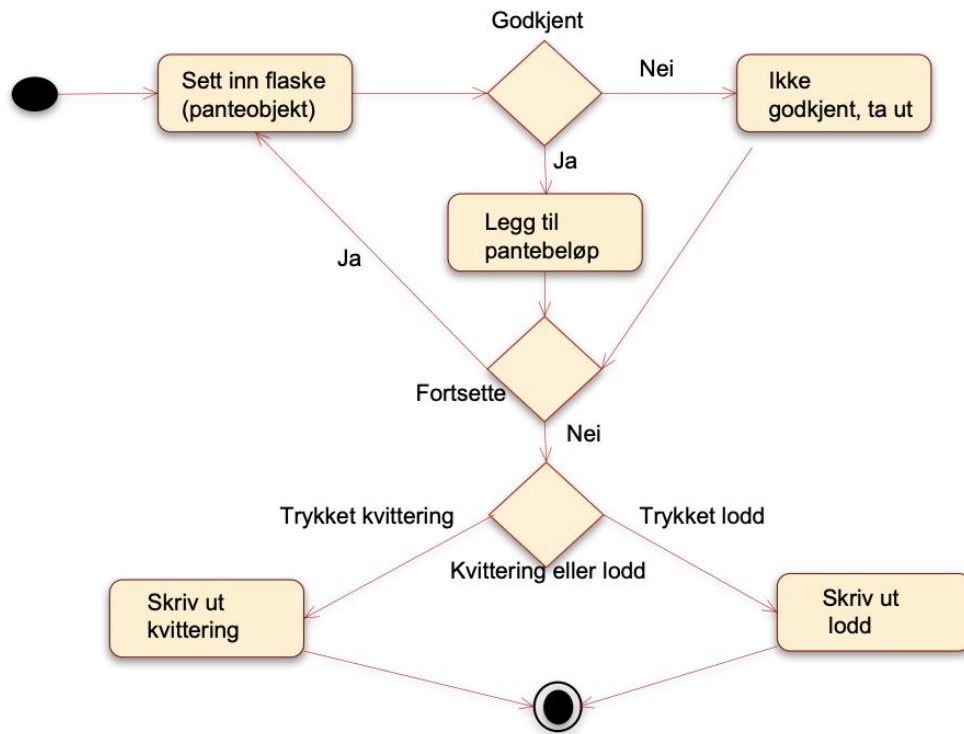 Godkjent
Sett inn flaske
(panteobjekt)
Nei
Ikke
godkjent, ta ut
Ja
Legg til
pantebeløp
Ja
Fortsette
Nei
Trykket kvittering
Trykket lodd
Kvittering eller lodd
Skriv ut
kvittering
Skriv ut
lodd